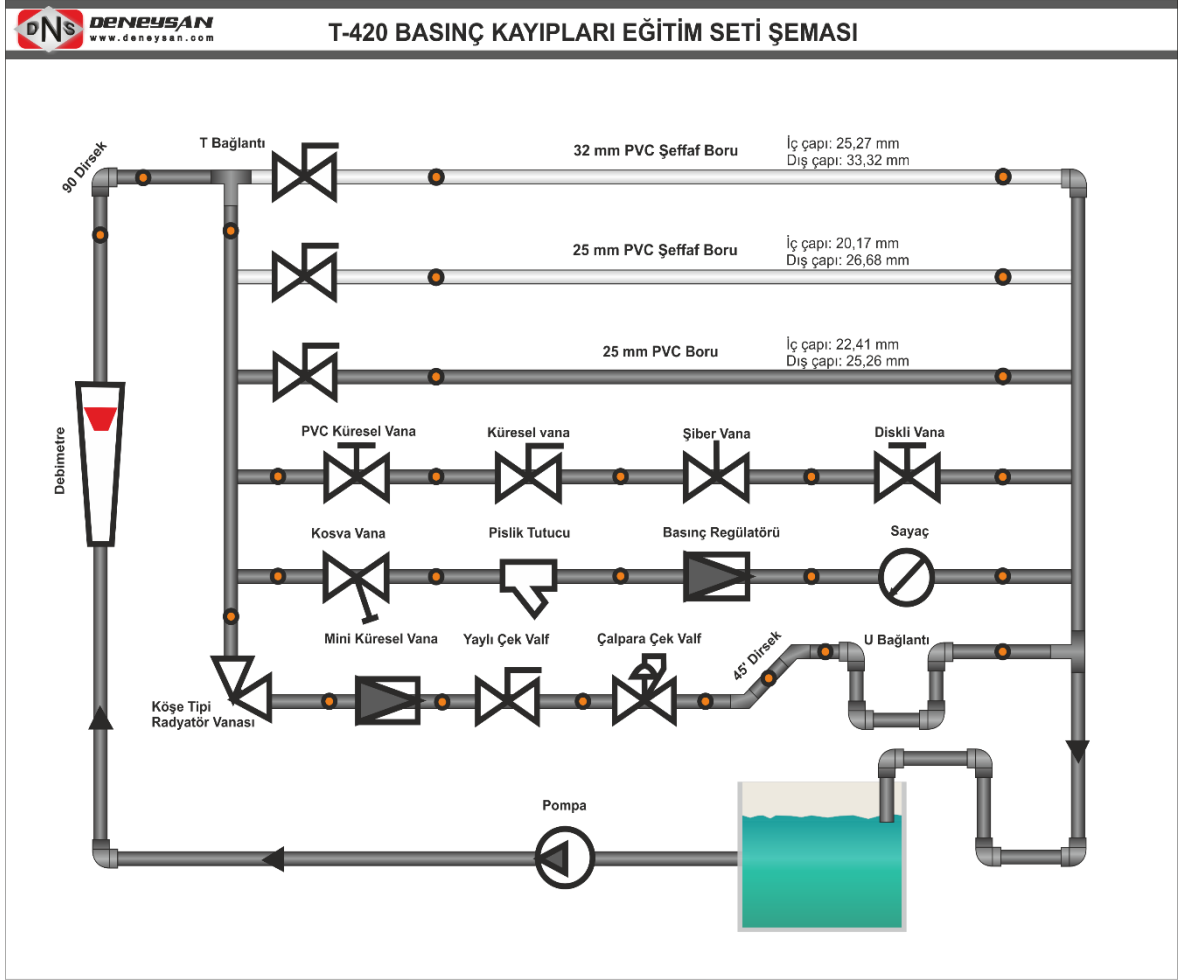 DNS DENEYSAN
www.deneysan.com
T-420 BASINÇ KAYIPLARI EĞİTİM SETİ ŞEMASI
90 Dirsek
T Bağlantı
32 mm PVC Şeffaf Boru
İç çapı: 25,27 mm
Dış çapı: 33,32 mm
25 mm PVC Şeffaf Boru
İç çapı: 20,17 mm
Dış çapı: 26,68 mm
25 mm PVC Boru
İç çapı: 22,41 mm
Dış çapı: 25,26 mm
Debimetre
PVC Küresel Vana
Küresel vana
Şiber Vana
Diskli Vana
Kosva Vana
Pislik Tutucu
Basınç Regülatörü
Sayaç
Mini Küresel Vana
Yaylı Çek Valf
Çalpara Çek Valf
45' Dirsek
U Bağlantı
Köşe Tipi
Radyatör Vanası
Pompa